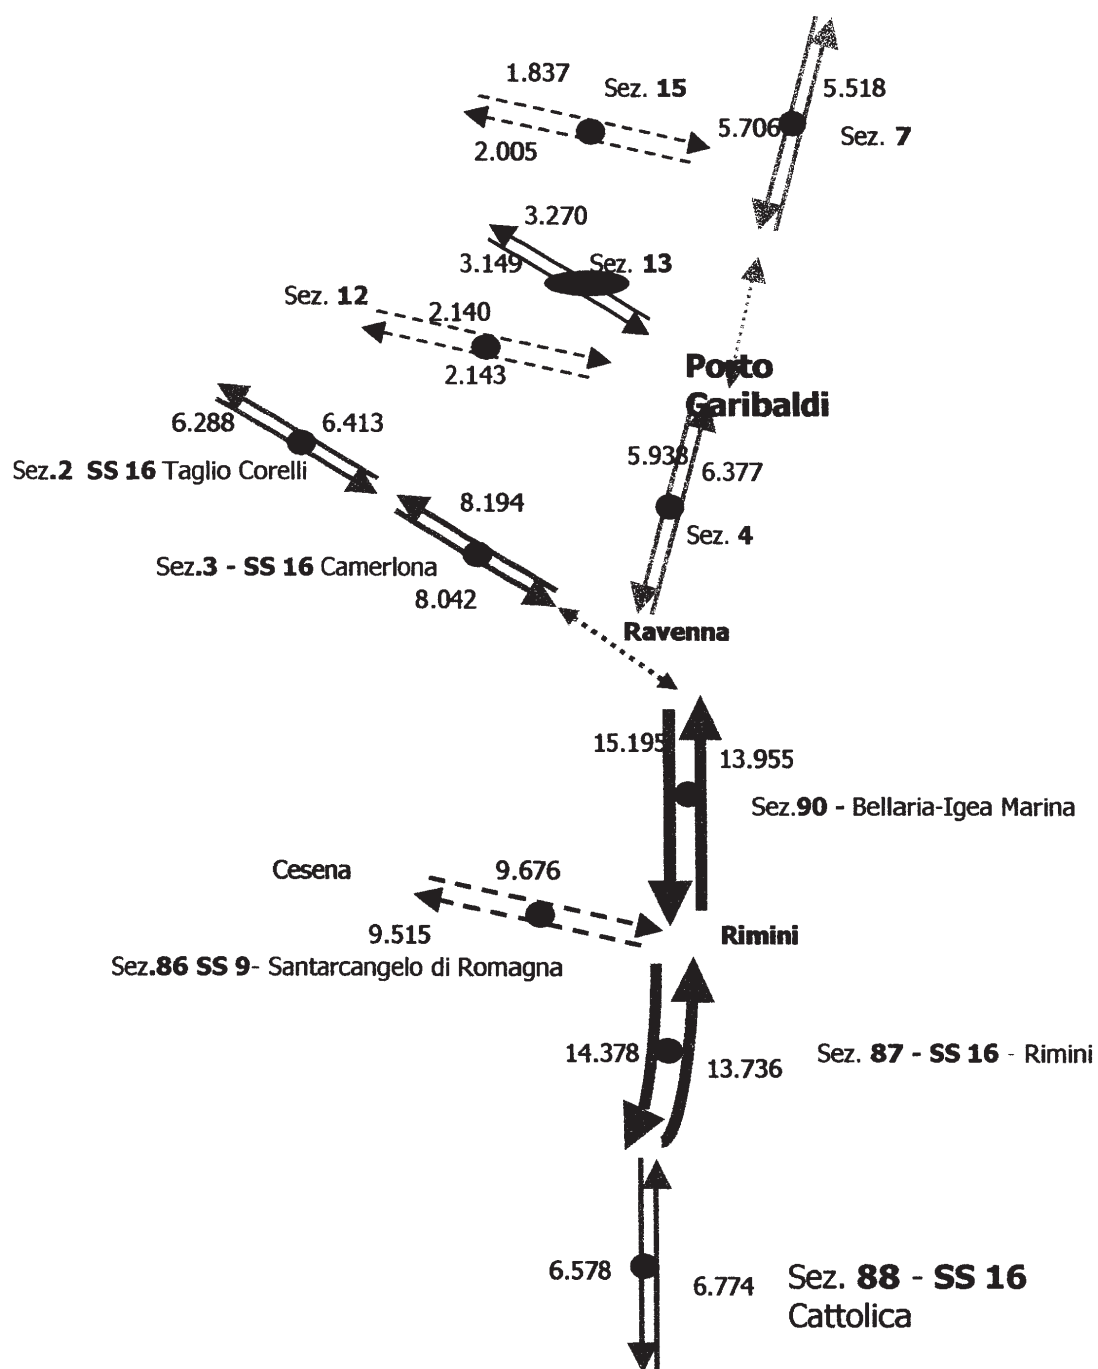 1.837
Sez. 15
5.518
5.706
Sez. 7
2.005
3.270
3.149
Sez. 13
Sez. 12
2.140
2.143
Porto
Garibaldi
6.288
6.413
5.938
6.377
Sez.2 SS 16 Taglio Corelli
8.194
Sez. 4
Sez.3 - SS 16 Camerlona
8.042
Ravenna
15.195
13.955
Sez.90 - Bellaria-Igea Marina
Cesena
9.676
9.515
Rimini
Sez.86 SS 9- Santarcangelo di Romagna
14.378
13.736
Sez. 87 - SS 16 - Rimini
6.578
6.774
Sez. 88 - SS 16
Cattolica